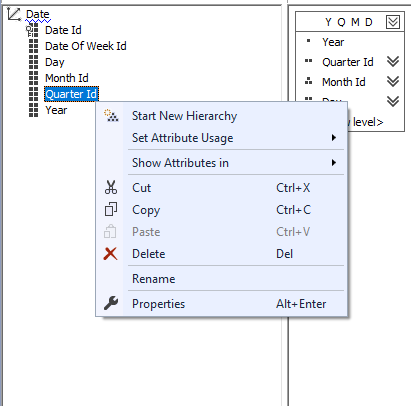 Date
Date Id
Date Of Week Id
Day
Month Id
Quarter Id
Year
Y Q M D
Year
Quarter Id
Month Id
Day
level>
Start New Hierarchy
Set Attribute Usage
Show Attributes in
Cut Ctrl+X
Copy Ctrl+C
Paste Ctrl+V
Delete Del
Rename
Properties Alt+Enter